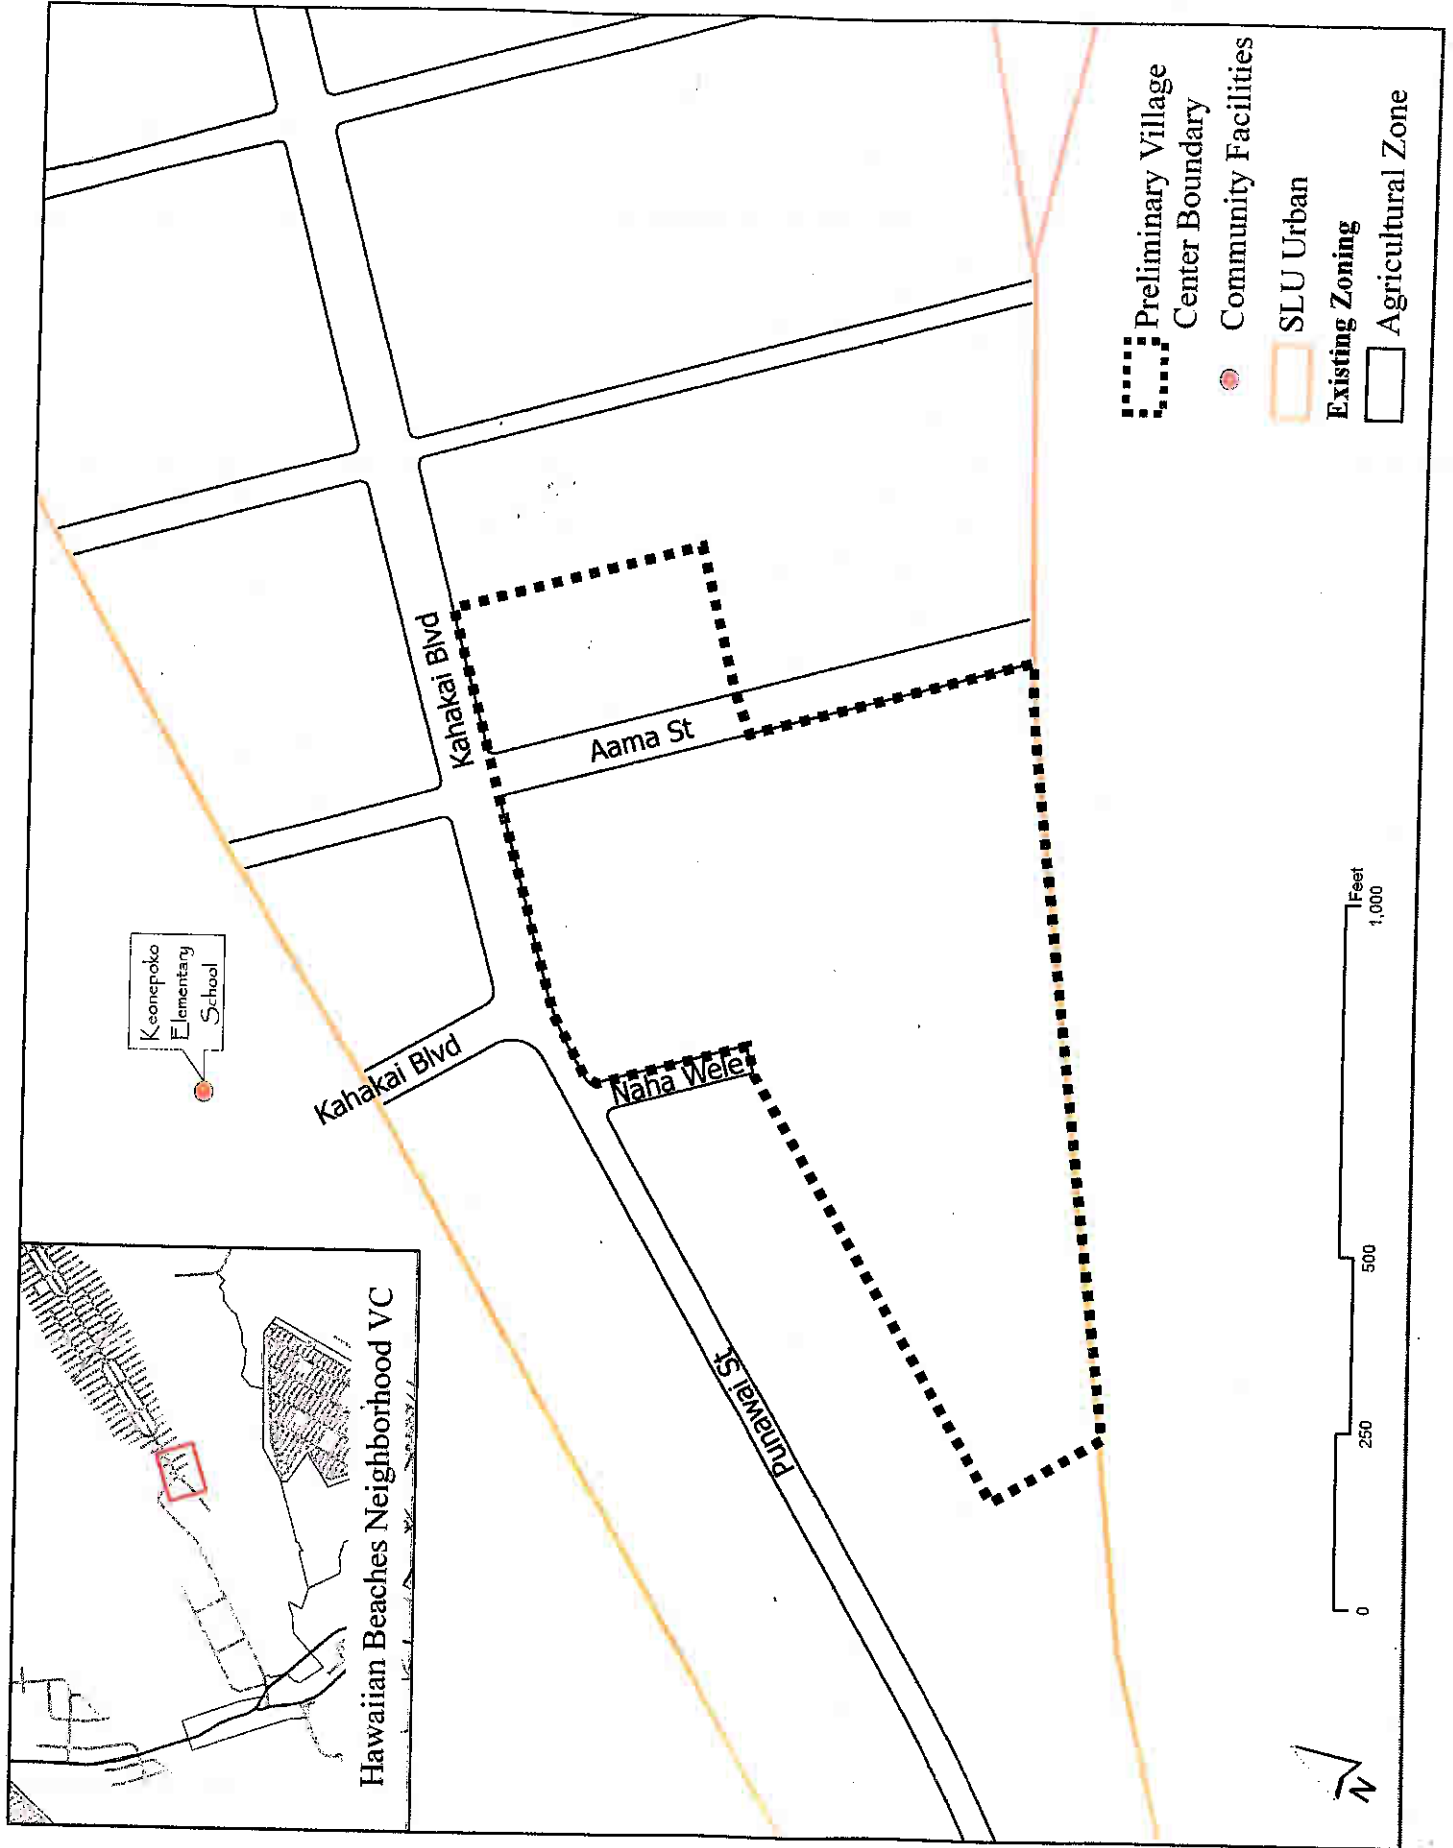 Keonepoko
Elementary
School
Kahakai Blvd
Kahakai Blvd
Aama St
Naha Wele
Punawai St
Hawaiian Beaches Neighborhood VC
Preliminary Village
Center Boundary
Community Facilities
SLU Urban
Existing Zoning
Agricultural Zone
0
250
500
1,000
Feet
N